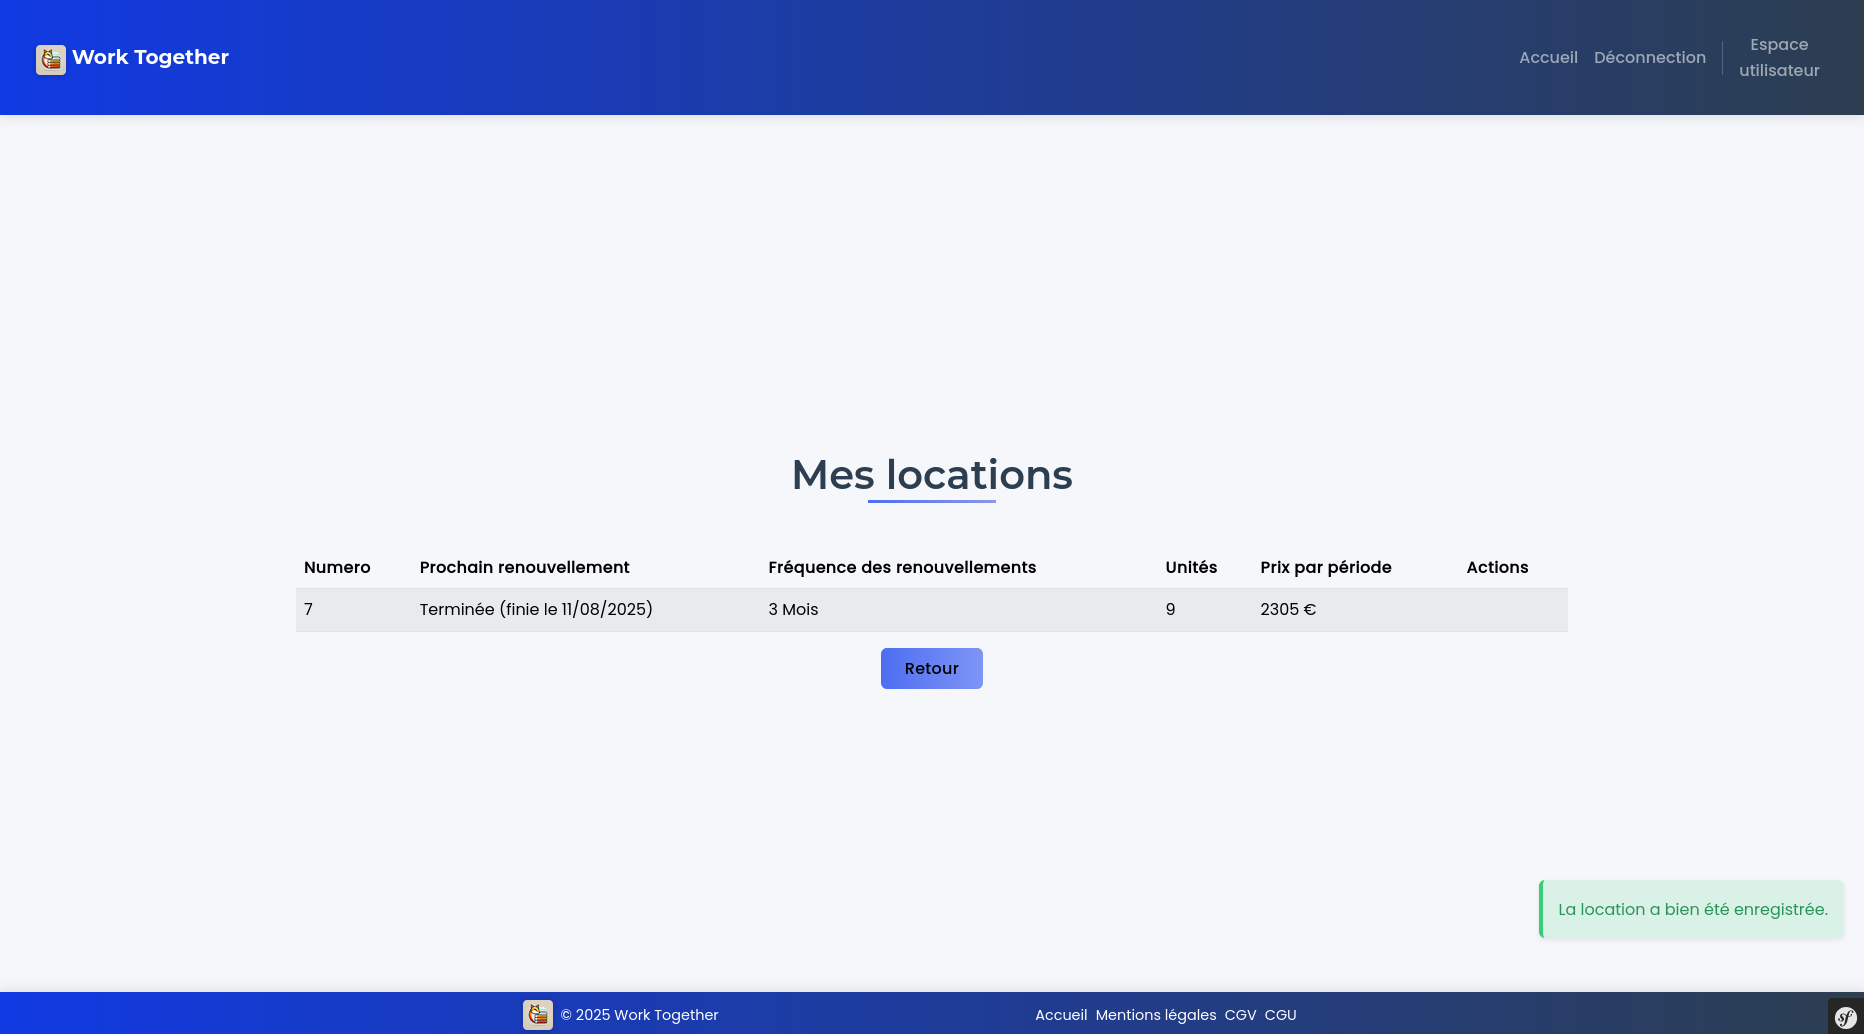 Work Together
Accueil Déconnection
Espace
utilisateur
Mes locations
Numero Prochain renouvellement Fréquence des renouvellements Unités Prix par période Actions
7 Terminée (finie le 11/08/2025) 3 Mois 9 2305 €
Retour
La location a bien été enregistrée.
© 2025 Work Together
Accueil Mentions légales CGV CGU
sf